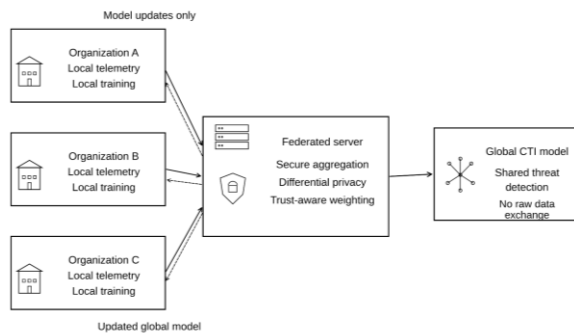 Model updates only
Organization A
Local telemetry
Local training
Organization B
Local telemetry
Local training
Organization C
Local telemetry
Local training
Updated global model
Federated server
Secure aggregation
Differential privacy
Trust-aware weighting
Global CTI model
Shared threat
detection
No raw data
exchange